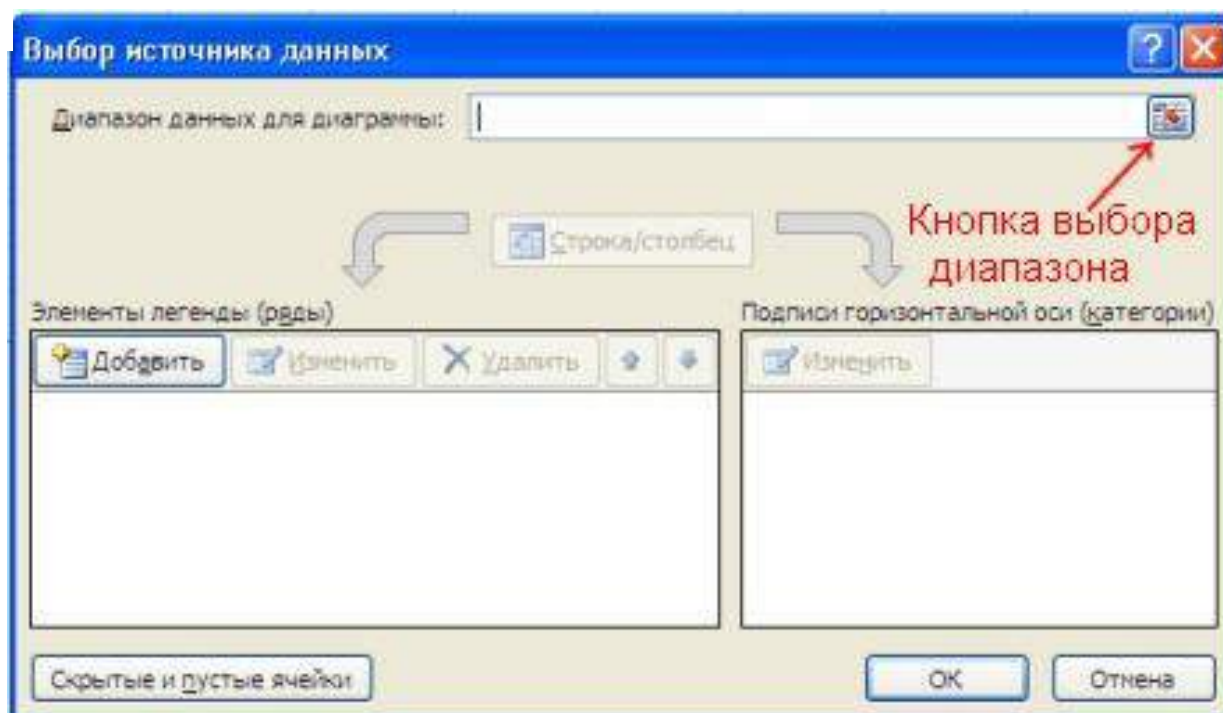 Выбор источника данных
Диапазон данных для диаграммы:
Кнопка выбора
диапазона
Строка/столбец
Элементы легенды (ряды)
Подписи горизонтальной оси (категории)
Добавить Изменить Удалить
Изменить
Скрытые и пустые ячейки
ОК Отмена